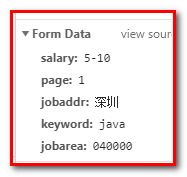 Form Data view sour
salary: 5-10
page: 1
jobaddr: 深圳
keyword: java
jobarea: 040000